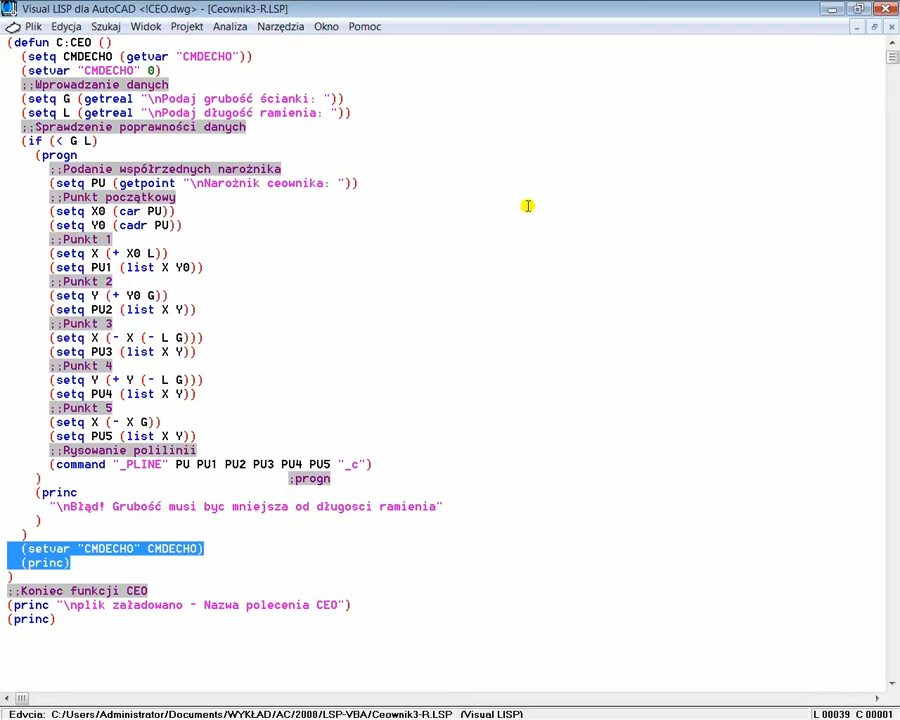 Visual LISP dla AutoCAD <!CEO.dwg> - [Ceownik3-R.LSP]
Plik Edycja Szukaj Widok Projekt Analiza Narzędzia Okno Pomoc
(defun C:CEO ()
(setq CMDECHO (getvar "CMDECHO"))
(setvar "CMDECHO" 0)
;;Wprowadzanie danych
(setq G (getreal "\nPodaj grubość ścianki: "))
(setq L (getreal "\nPodaj długość ramienia: "))
;;Sprawdzenie poprawności danych
(if (< G L)
(progn
;;Podanie współrzednych narożnika
(setq PU (getpoint "\nNarożnik ceownika: "))
;;Punkt początkowy
(setq X0 (car PU))
(setq Y0 (cadr PU))
;;Punkt 1
(setq X (+ X0 L))
(setq PU1 (list X Y0))
;;Punkt 2
(setq Y (+ Y0 G))
(setq PU2 (list X Y))
;;Punkt 3
(setq X (- X (- L G)))
(setq PU3 (list X Y))
;;Punkt 4
(setq Y (+ Y (- L G)))
(setq PU4 (list X Y))
;;Punkt 5
(setq X (- X G))
(setq PU5 (list X Y))
;;Rysowanie polilinii
(command "_PLINE" PU PU1 PU2 PU3 PU4 PU5 "_c")
) ;progn
(princ
"\nBłąd! Grubość musi byc mniejsza od długosci ramienia"
)
)
(setvar "CMDECHO" CMDECHO)
(princ)
)
;;Koniec funkcji CEO
(princ "\nplik załadowano - Nazwa polecenia CEO")
(princ)
Edycja: C:/Users/Administrator/Documents/WYKŁAD/AC/2008/LSP-VBA/Ceownik3-R.LSP (Visual LISP) L 00039 C 00001